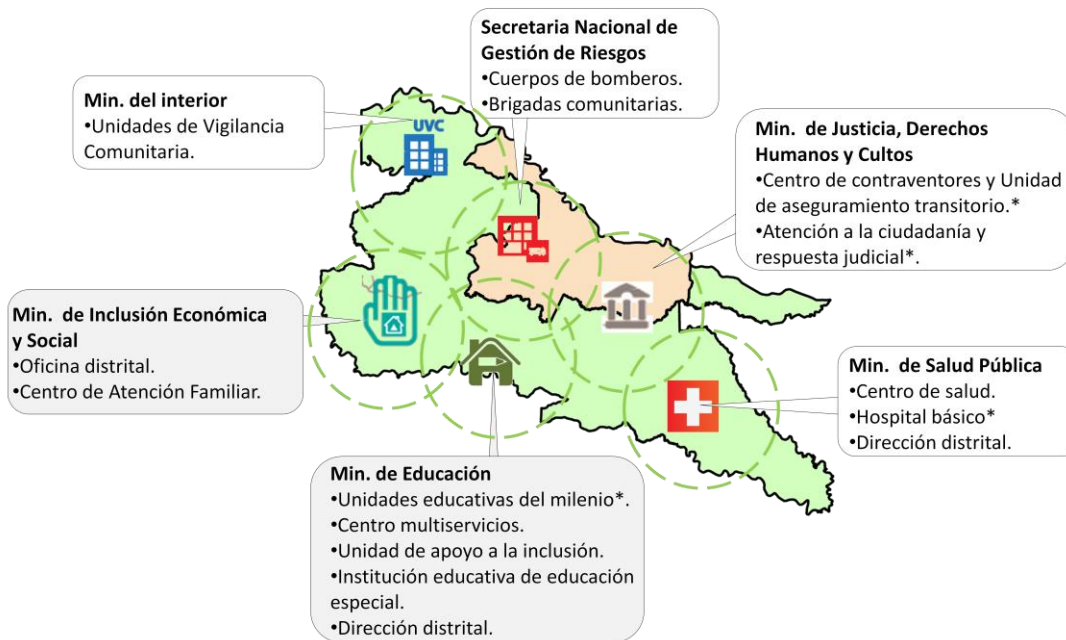 Secretaria Nacional de
Gestión de Riesgos
•Cuerpos de bomberos.
•Brigadas comunitarias.
Min. del interior
•Unidades de Vigilancia
Comunitaria.
UVC
Min. de Justicia, Derechos
Humanos y Cultos
•Centro de contraventores y Unidad
de aseguramiento transitorio.*
•Atención a la ciudadanía y
respuesta judicial*.
Min. de Inclusión Económica
y Social
•Oficina distrital.
•Centro de Atención Familiar.
Min. de Salud Pública
•Centro de salud.
•Hospital básico*
•Dirección distrital.
Min. de Educación
•Unidades educativas del milenio*.
•Centro multiservicios.
•Unidad de apoyo a la inclusión.
•Institución educativa de educación
especial.
•Dirección distrital.